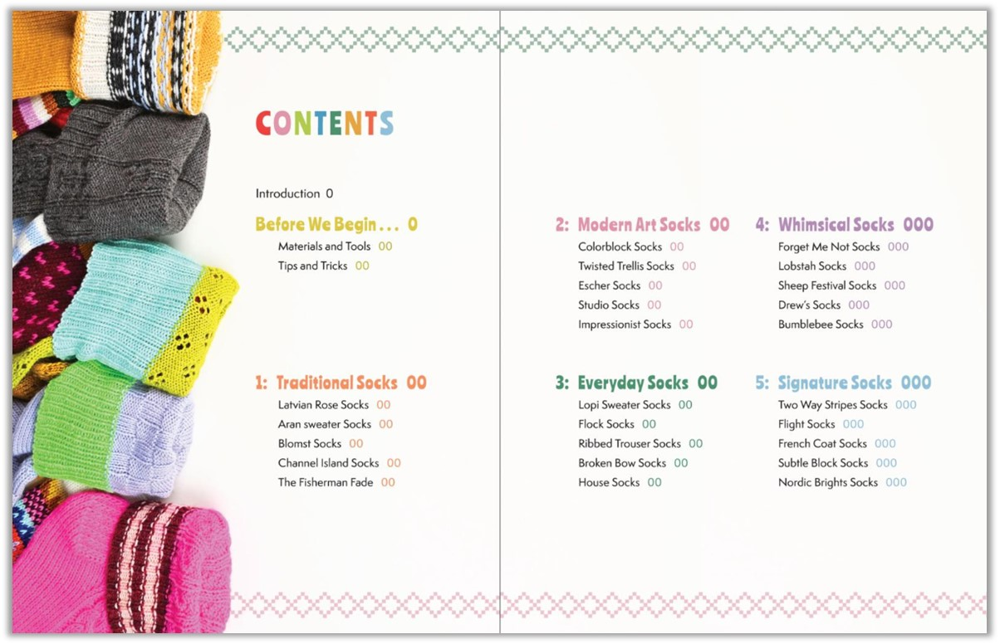 CONTENTS
Introduction 0
Before We Begin . . . 0
Materials and Tools 00
Tips and Tricks 00
1: Traditional Socks 00
Latvian Rose Socks 00
Aran sweater Socks 00
Blomst Socks 00
Channel Island Socks 00
The Fisherman Fade 00
2: Modern Art Socks 00
Colorblock Socks 00
Twisted Trellis Socks 00
Escher Socks 00
Studio Socks 00
Impressionist Socks 00
3: Everyday Socks 00
Lopi Sweater Socks 00
Flock Socks 00
Ribbed Trouser Socks 00
Broken Bow Socks 00
House Socks 00
4: Whimsical Socks 000
Forget Me Not Socks 000
Lobstah Socks 000
Sheep Festival Socks 000
Drew's Socks 000
Bumblebee Socks 000
5: Signature Socks 000
Two Way Stripes Socks 000
Flight Socks 000
French Coat Socks 000
Subtle Block Socks 000
Nordic Brights Socks 000